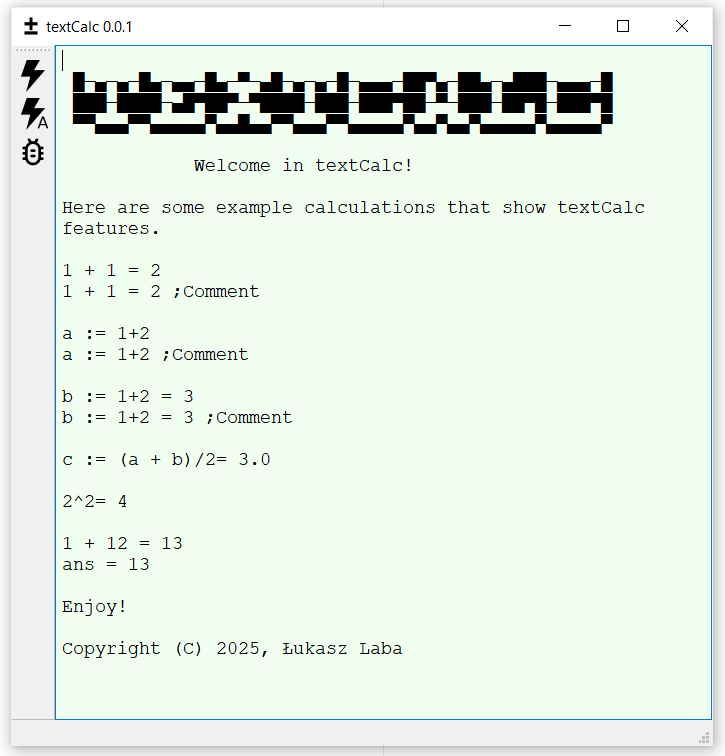 textCalc 0.0.1
A
Welcome in textCalc!
Here are some example calculations that show textCalc
features.
1 + 1 = 2
1 + 1 = 2 ;Comment
a := 1+2
a := 1+2 ;Comment
b := 1+2 = 3
b := 1+2 = 3 ;Comment
c := (a + b)/2= 3.0
2^2= 4
1 + 12 = 13
ans = 13
Enjoy!
Copyright (C) 2025, Łukasz Laba